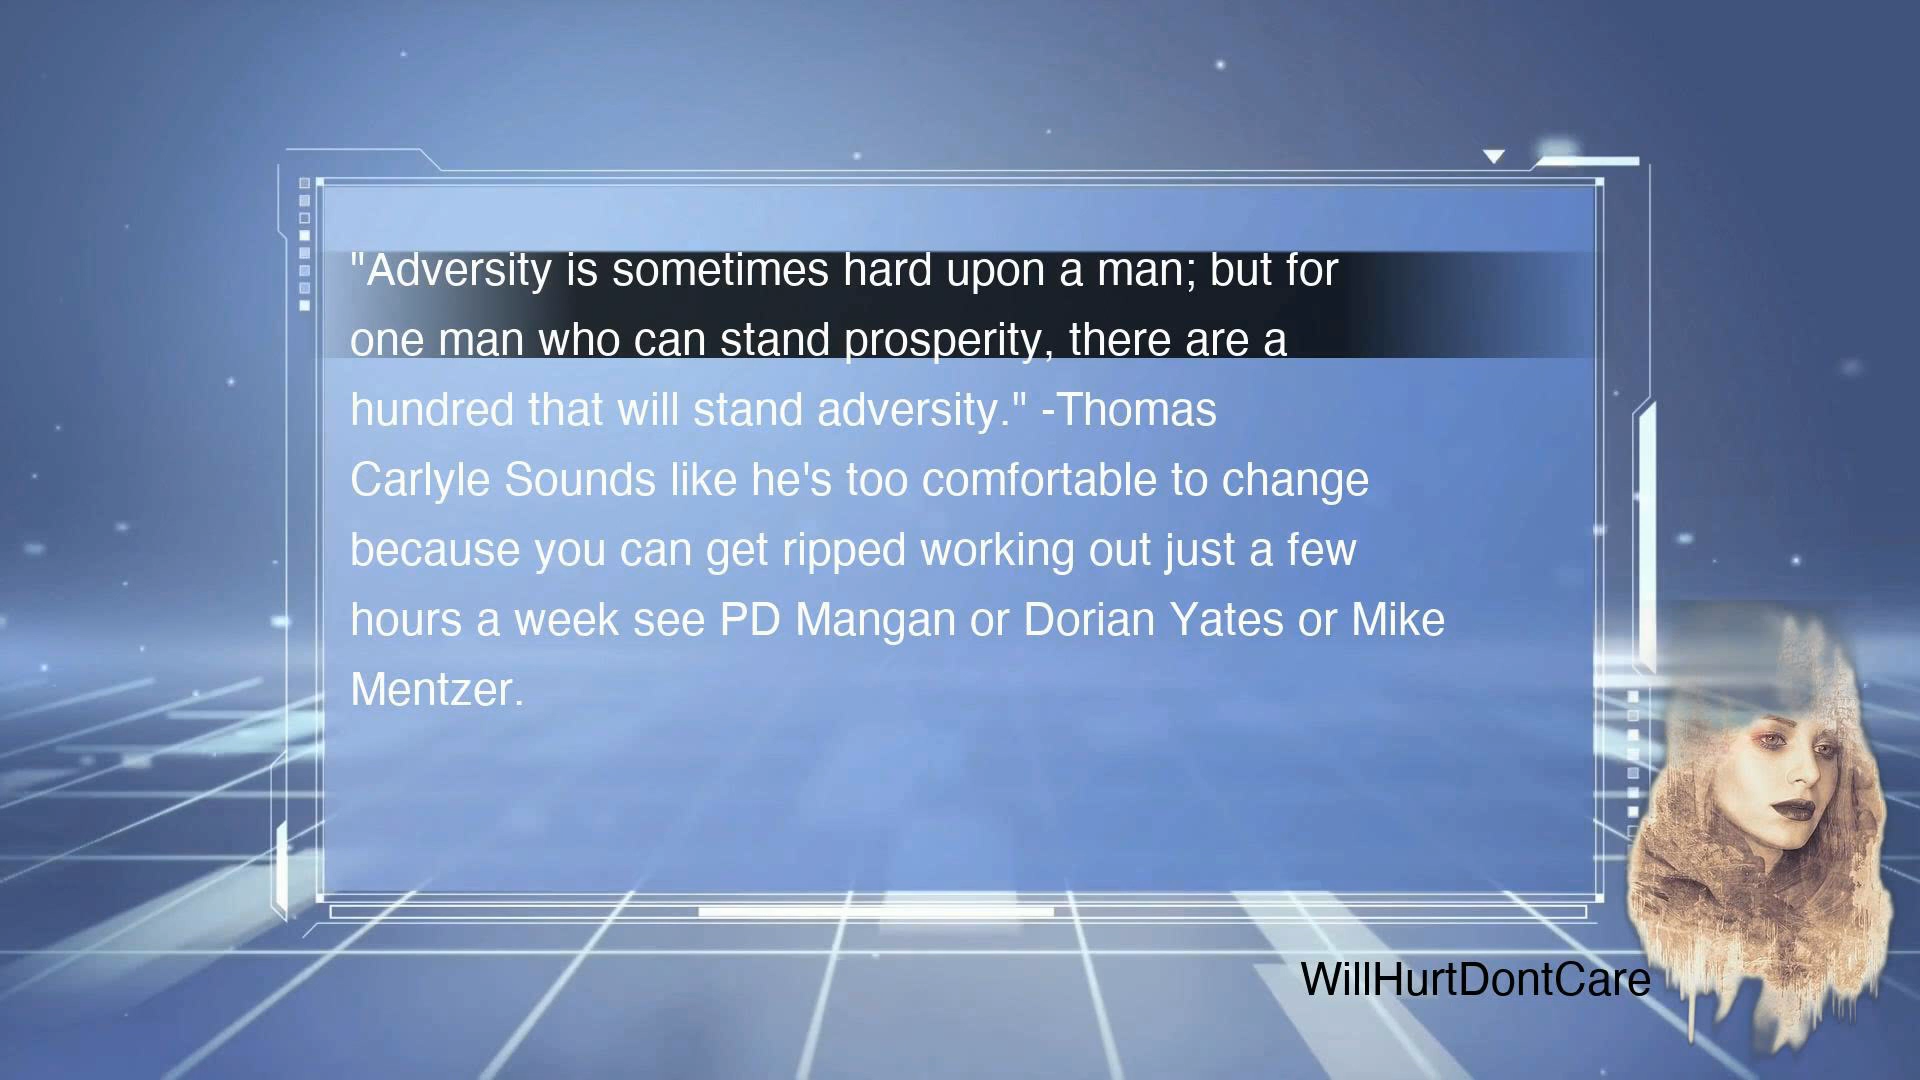 "Adversity is sometimes hard upon a man; but for
one man who can stand prosperity, there are a
hundred that will stand adversity." -Thomas
Carlyle Sounds like he's too comfortable to change
because you can get ripped working out just a few
hours a week see PD Mangan or Dorian Yates or Mike
Mentzer.
WillHurtDontCare